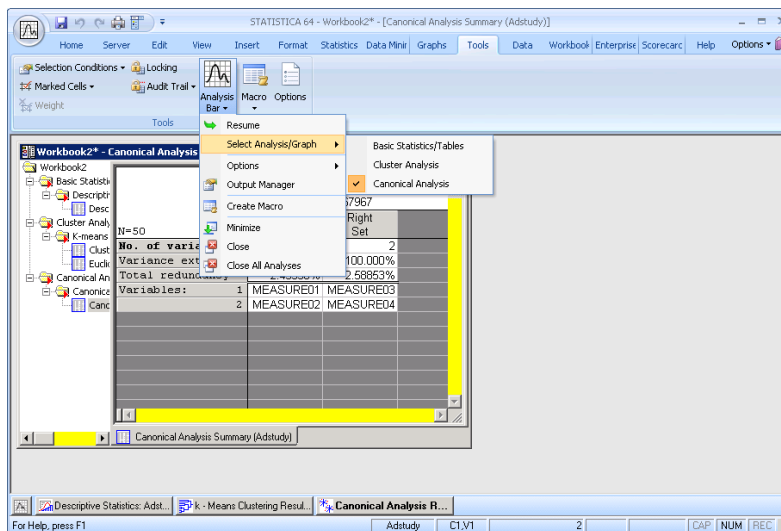 STATISTICA 64 - Workbook2* - [Canonical Analysis Summary (Adstudy)]
Home Server Edit View Insert Format Statistics Data Minir Graphs Tools Data Workbook Enterprise Scorecarc Help Options
Selection Conditions Locking
Marked Cells Audit Trail
Weight
Analysis Bar Macro Options
Tools
Resume
Select Analysis/Graph
Options
Output Manager
Create Macro
Minimize
Close
Close All Analyses
Basic Statistics/Tables
Cluster Analysis
Canonical Analysis
Workbook2* - Canonical Analysis
Workbook2
Basic Statisti
Descripti
Desc
Cluster Analy
K-means
Clust
Euclic
Canonical An
Canonica
Canc
7967
Right
N=50 Set
No. of varia 2
Variance ext 100.000%
Total redundancy 2.58853%
Variables: 1 MEASURE01 MEASURE03
2 MEASURE02 MEASURE04
Canonical Analysis Summary (Adstudy)
Descriptive Statistics: Adst... k - Means Clustering Resul... Canonical Analysis R...
For Help, press F1 Adstudy C1,V1 2 CAP NUM REC